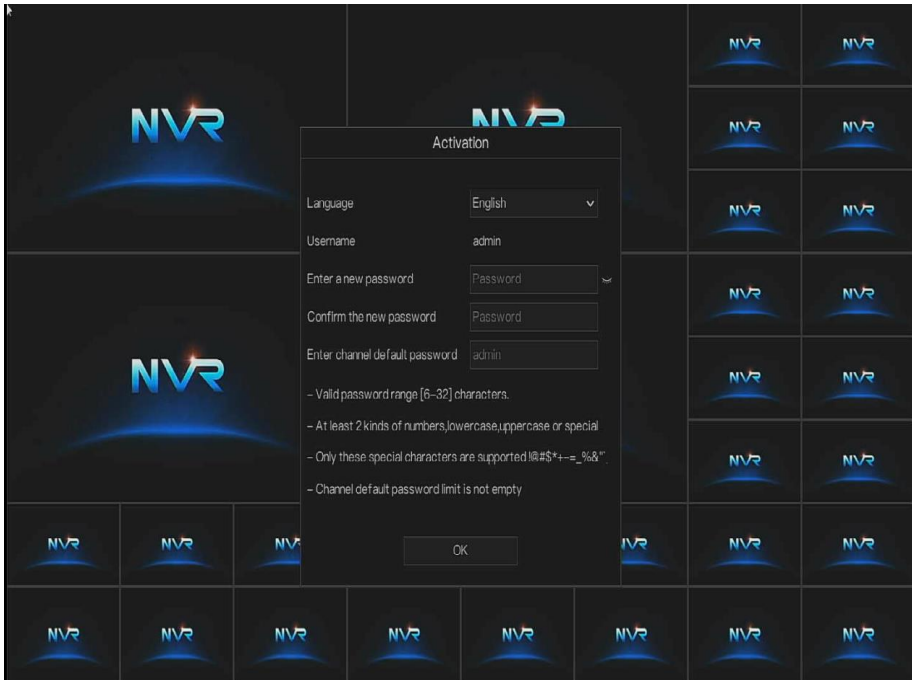 NVR NVR
NVR NVR NVR NVR
Activation
Language English
NVR NVR
Username admin
Enter a new password Password
NVR NVR
Confirm the new password Password
Enter channel default password admin
NVR NVR NVR
– Valid password range [6-32] characters.
– At least 2 kinds of numbers,lowercase,uppercase or special
– Only these special characters are supported !@#$*+-=_%&"
NVR NVR
– Channel default password limit is not empty
NVR NVR NVR NVR
OK
NVR NVR NVR NVR NVR NVR NVR NVR